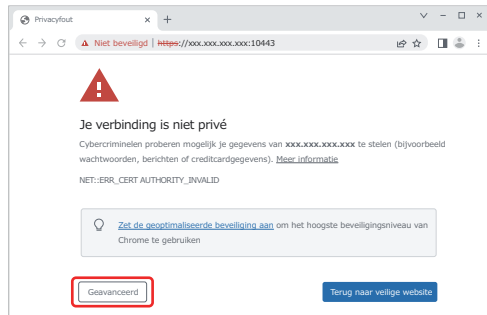 Privacyfout
Niet beveiligd | https://xxx.xxx.xxx.xxx:10443
Je verbinding is niet privé
Cybercriminelen proberen mogelijk je gegevens van xxx.xxx.xxx.xxx te stelen (bijvoorbeeld
wachtwoorden, berichten of creditcardgegevens). Meer informatie
NET::ERR_CERT AUTHORITY_INVALID
Zet de geoptimaliseerde beveiliging aan om het hoogste beveiligingsniveau van
Chrome te gebruiken
Geavanceerd
Terug naar veilige website